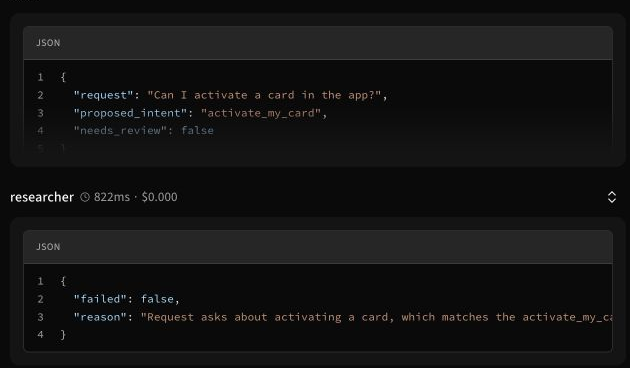 JSON
1 {
2 "request": "Can I activate a card in the app?",
3 "proposed_intent": "activate_my_card",
4 "needs_review": false
5 }
researcher 822ms · $0.000
JSON
1 {
2 "failed": false,
3 "reason": "Request asks about activating a card, which matches the
4 }